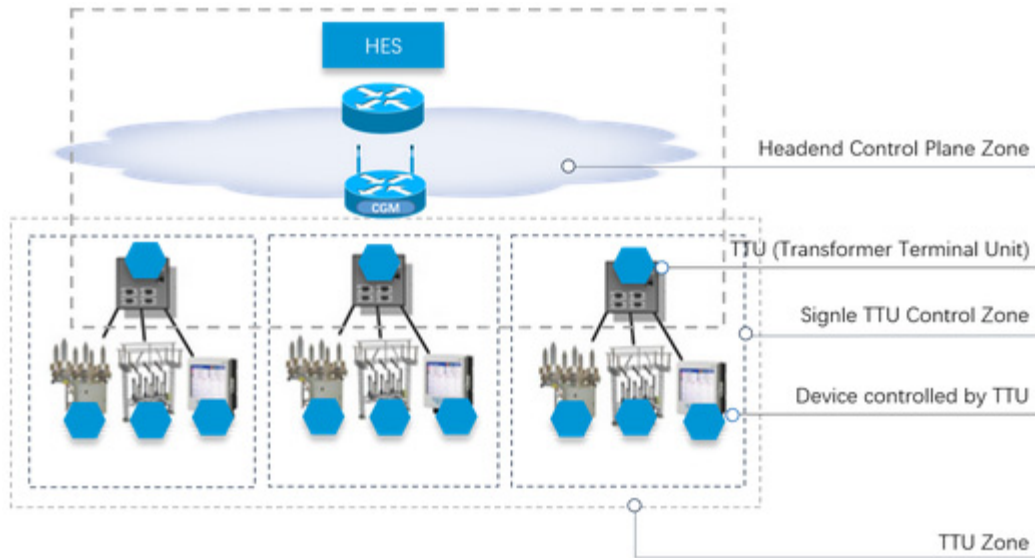 HES
Headend Control Plane Zone
CGM
TTU (Transformer Terminal Unit)
Signle TTU Control Zone
Device controlled by TTU
TTU Zone